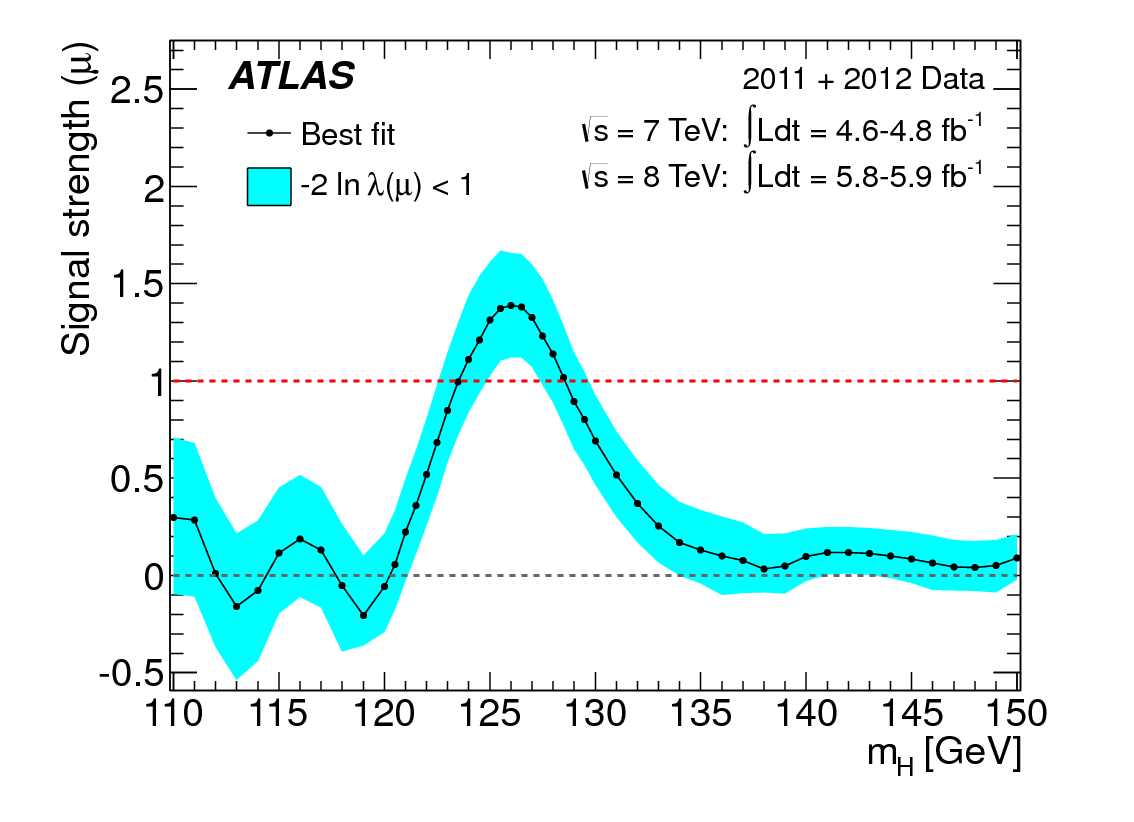 Signal strength (μ)
ATLAS
2011 + 2012 Data
Best fit
√s = 7 TeV: ∫Ldt = 4.6-4.8 fb⁻¹
-2 ln λ(μ) < 1
√s = 8 TeV: ∫Ldt = 5.8-5.9 fb⁻¹
2.5
2
1.5
1
0.5
0
-0.5
110 115 120 125 130 135 140 145 150
m_H [GeV]